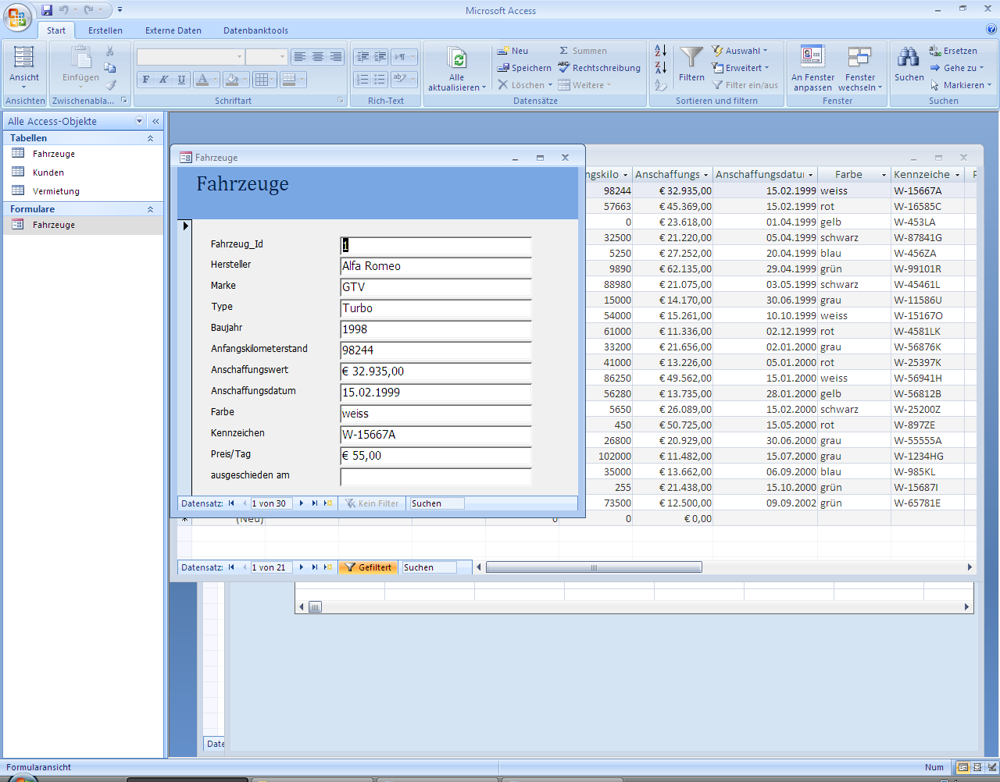 Microsoft Access
Start Erstellen Externe Daten Datenbanktools
Ansicht
Ansichten
Einfügen
Zwischenabla...
F K U A
Schriftart
Rich-Text
Alle aktualisieren
Neu
Speichern
Löschen
Summen
Rechtschreibung
Weitere
Datensätze
Filtern
Auswahl
Erweitert
Filter ein/aus
Sortieren und filtern
An Fenster anpassen
Fenster wechseln
Fenster
Suchen
Ersetzen
Gehe zu
Markieren
Suchen
Alle Access-Objekte
Tabellen
Fahrzeuge
Kunden
Vermietung
Formulare
Fahrzeuge
Fahrzeuge
Fahrzeuge
Fahrzeug_Id 1
Hersteller Alfa Romeo
Marke GTV
Type Turbo
Baujahr 1998
Anfangskilometerstand 98244
Anschaffungswert € 32.935,00
Anschaffungsdatum 15.02.1999
Farbe weiss
Kennzeichen W-15667A
Preis/Tag € 55,00
ausgeschieden am
Datensatz: 1 von 30 Kein Filter Suchen
ngskilo Anschaffungs Anschaffungsdatu Farbe Kennzeiche
98244 € 32.935,00 15.02.1999 weiss W-15667A
57663 € 45.369,00 15.02.1999 rot W-16585C
0 € 23.618,00 01.04.1999 gelb W-453LA
32500 € 21.220,00 05.04.1999 schwarz W-87841G
5250 € 27.252,00 20.04.1999 blau W-456ZA
9890 € 62.135,00 29.04.1999 grün W-99101R
88980 € 21.075,00 03.05.1999 schwarz W-45461L
15000 € 14.170,00 30.06.1999 grau W-11586U
54000 € 15.261,00 10.10.1999 weiss W-15167O
61000 € 11.336,00 02.12.1999 rot W-4581LK
33200 € 21.656,00 02.01.2000 grau W-56876K
41000 € 13.226,00 05.01.2000 rot W-25397K
86250 € 49.562,00 15.01.2000 weiss W-56941H
56280 € 13.735,00 28.01.2000 gelb W-56812B
5650 € 26.089,00 15.02.2000 schwarz W-25200Z
450 € 50.725,00 15.05.2000 rot W-897ZE
26800 € 20.929,00 30.06.2000 grau W-55555A
102000 € 11.482,00 15.07.2000 grau W-1234HG
35000 € 13.662,00 06.09.2000 blau W-985KL
255 € 21.438,00 15.10.2000 grün W-15687I
73500 € 12.500,00 09.09.2002 grün W-65781E
(Neu) 0 0 € 0,00
Datensatz: 1 von 21 Gefiltert Suchen
Date
Formularansicht Num